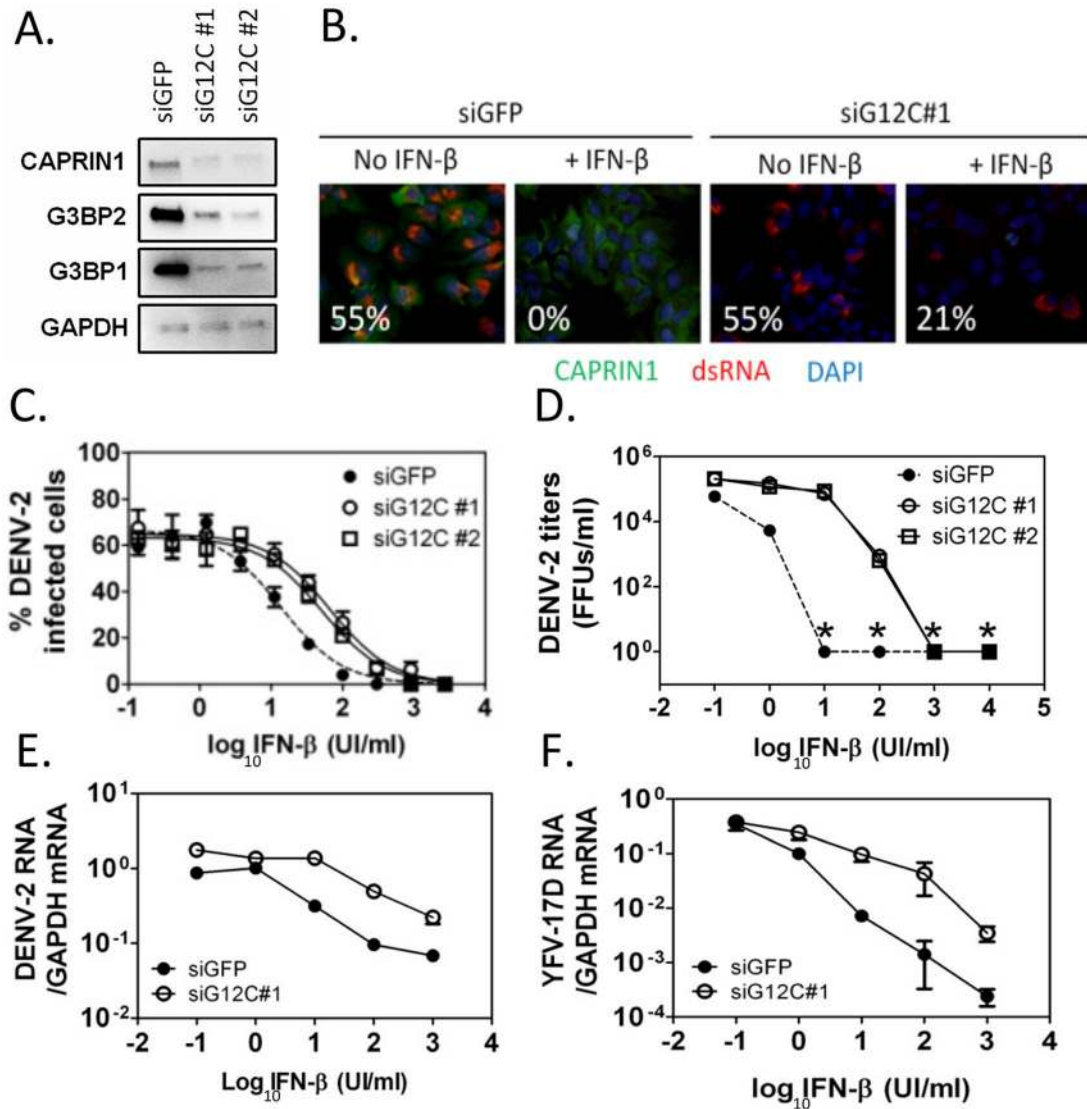 A.
siGFP
siG12C #1
siG12C #2
CAPRIN1
G3BP2
G3BP1
GAPDH
B.
siGFP siG12C#1
No IFN-β + IFN-β No IFN-β + IFN-β
55% 0% 55% 21%
CAPRIN1 dsRNA DAPI
C.
% DENV-2
infected cells
100
80
60
40
20
0
siGFP
siG12C #1
siG12C #2
-1 0 1 2 3 4
log10 IFN-β (UI/ml)
D.
DENV-2 titers
(FFUs/ml)
10^6
10^4
10^2
10^0
siGFP
siG12C #1
siG12C #2
* * * *
-2 -1 0 1 2 3 4 5
log10 IFN-β (UI/ml)
E.
DENV-2 RNA
/GAPDH mRNA
10^1
10^0
10^-1
10^-2
siGFP
siG12C#1
-2 -1 0 1 2 3 4
Log10 IFN-β (UI/ml)
F.
YFV-17D RNA
/GAPDH mRNA
10^0
10^-1
10^-2
10^-3
10^-4
siGFP
siG12C#1
-2 -1 0 1 2 3 4
log10 IFN-β (UI/ml)